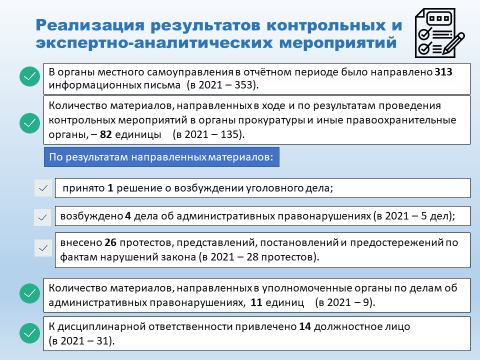 Реализация результатов контрольных и
экспертно-аналитических мероприятий
В органы местного самоуправления в отчётном периоде было направлено 313
информационных письма (в 2021 – 353).
Количество материалов, направленных в ходе и по результатам проведения
контрольных мероприятий в органы прокуратуры и иные правоохранительные
органы, – 82 единицы (в 2021 – 135).
По результатам направленных материалов:
принято 1 решение о возбуждении уголовного дела;
возбуждено 4 дела об административных правонарушениях (в 2021 – 5 дел);
внесено 26 протестов, представлений, постановлений и предостережений по
фактам нарушений закона (в 2021 – 28 протестов).
Количество материалов, направленных в уполномоченные органы по делам об
административных правонарушениях, 11 единиц (в 2021 – 9).
К дисциплинарной ответственности привлечено 14 должностное лицо
(в 2021 – 31).